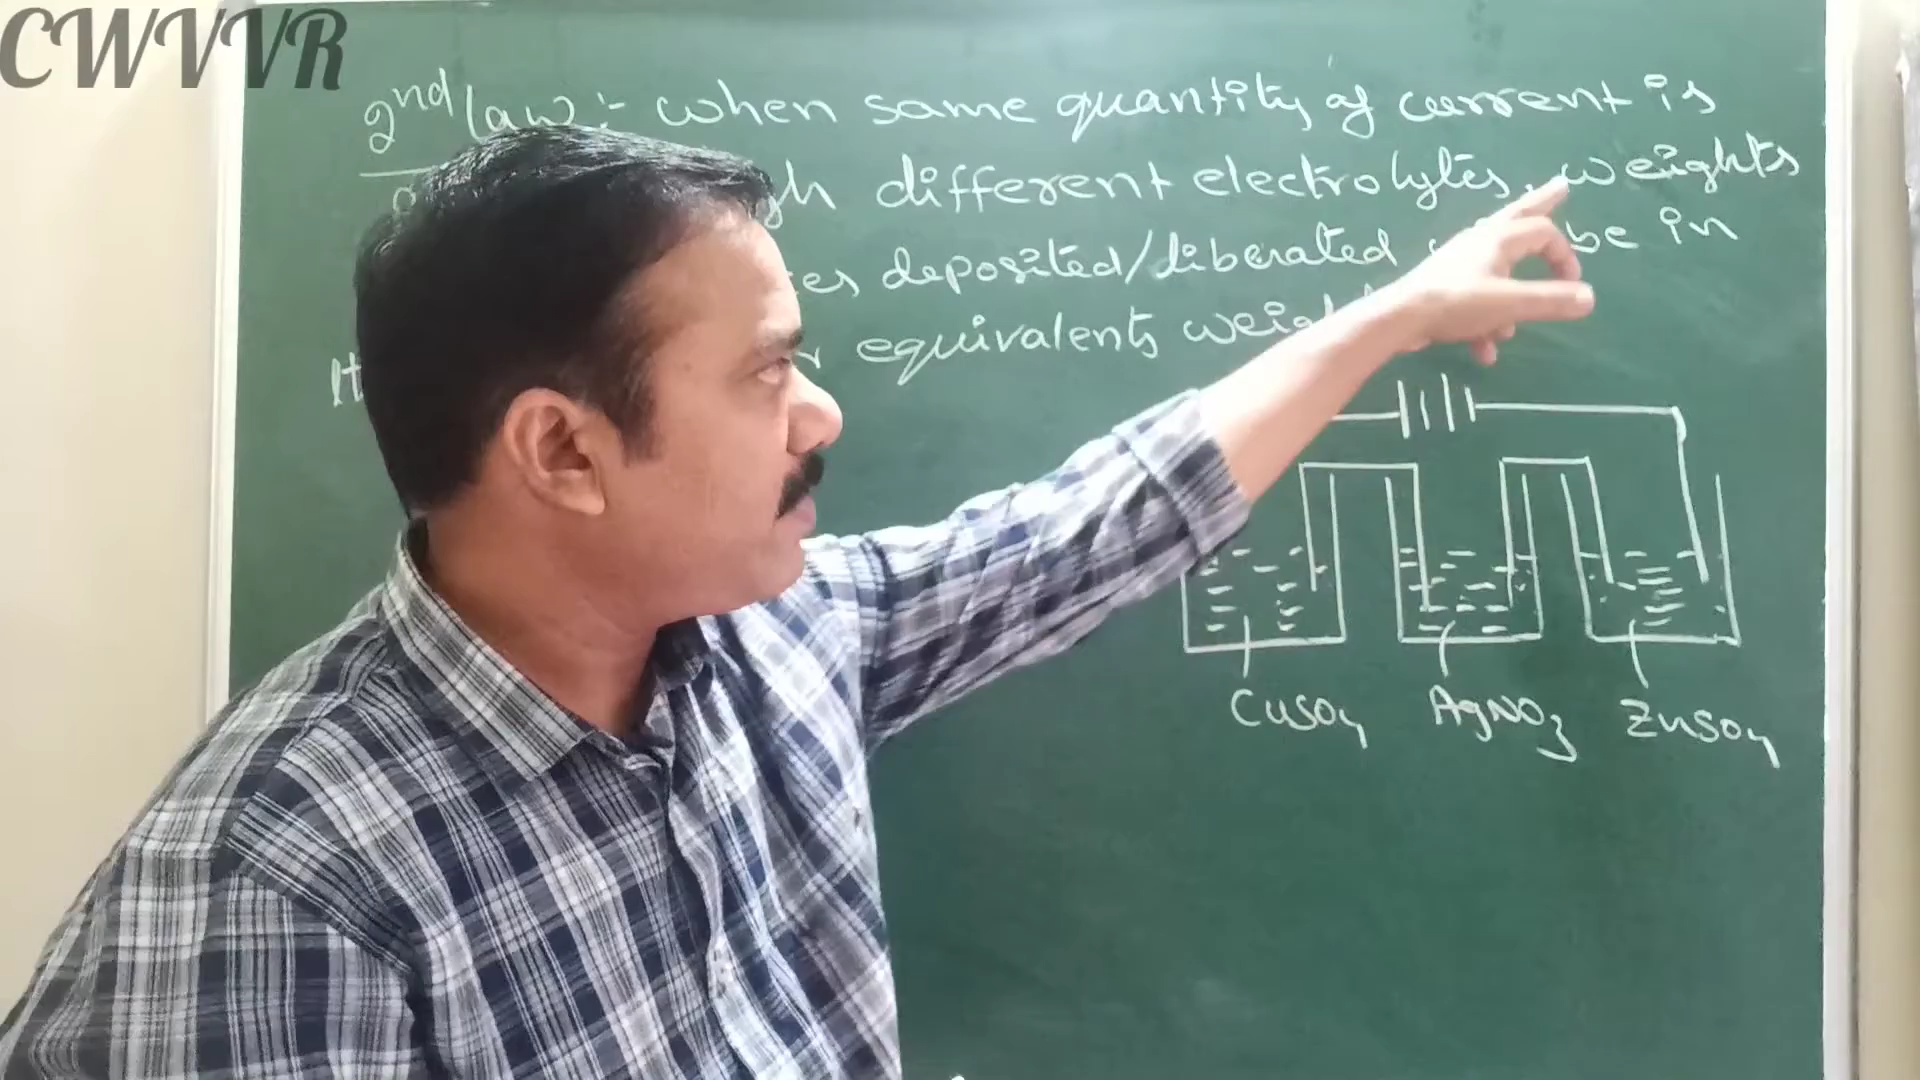 CWVVR
2nd law:- when same quantity of current is
different electrolytes, weights
deposited/liberated be in
equivalents
CuSO4 AgNO3 ZnSO4